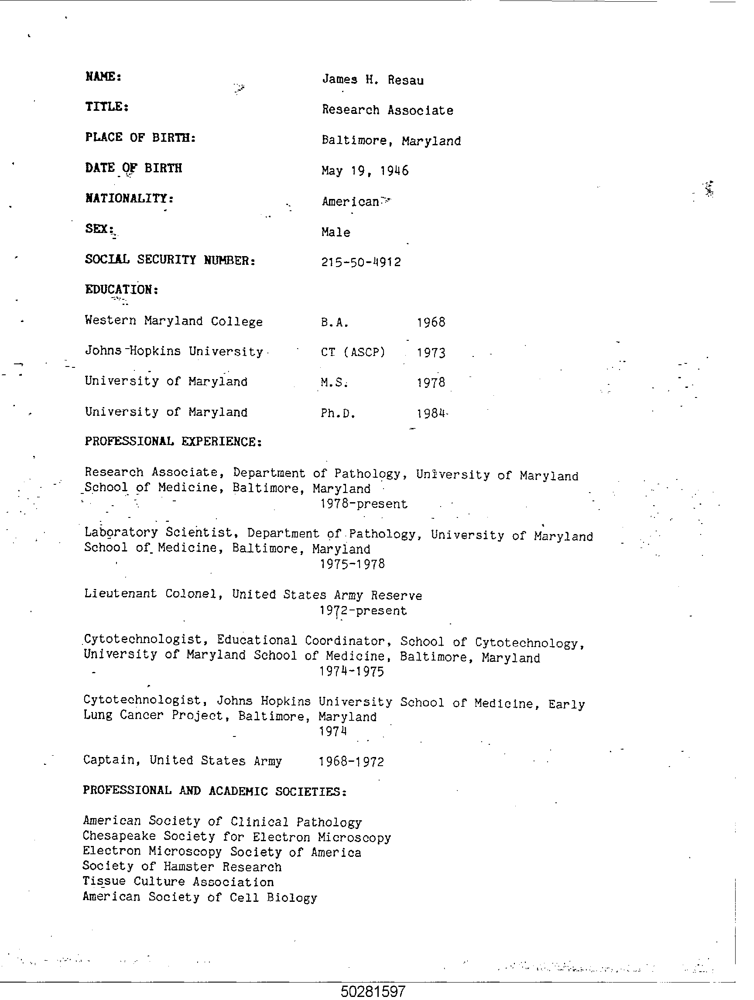 NAME: James H. Resau
TITLE: Research Associate
PLACE OF BIRTH: Baltimore, Maryland
DATE OF BIRTH May 19, 1946
NATIONALITY: American
SEX: Male
SOCIAL SECURITY NUMBER: 215-50-4912
EDUCATION:
Western Maryland College B.A. 1968
Johns Hopkins University CT (ASCP) 1973
University of Maryland M.S. 1978
University of Maryland Ph.D. 1984
PROFESSIONAL EXPERIENCE:
Research Associate, Department of Pathology, University of Maryland
School of Medicine, Baltimore, Maryland
1978-present
Laboratory Scientist, Department of Pathology, University of Maryland
School of Medicine, Baltimore, Maryland
1975-1978
Lieutenant Colonel, United States Army Reserve
1972-present
Cytotechnologist, Educational Coordinator, School of Cytotechnology,
University of Maryland School of Medicine, Baltimore, Maryland
1974-1975
Cytotechnologist, Johns Hopkins University School of Medicine, Early
Lung Cancer Project, Baltimore, Maryland
1974
Captain, United States Army 1968-1972
PROFESSIONAL AND ACADEMIC SOCIETIES:
American Society of Clinical Pathology
Chesapeake Society for Electron Microscopy
Electron Microscopy Society of America
Society of Hamster Research
Tissue Culture Association
American Society of Cell Biology
50281597